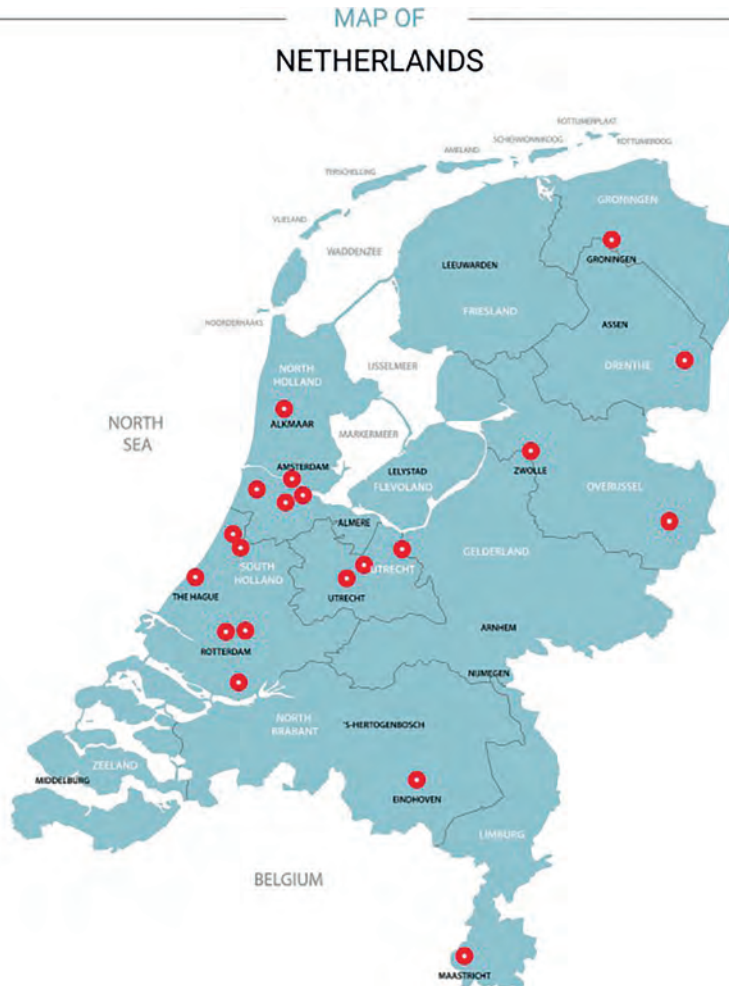 MAP OF
NETHERLANDS
ROTTUMERPLAAT
SCHIERMONNIKOOG
ROTTUMEROOG
AMELAND
TERSCHELLING
GRONINGEN
VLIELAND
WADDENZEE
GRONINGEN
LEEUWARDEN
FRIESLAND
NOORDERHAAKS
ASSEN
IJSSELMEER
DRENTHE
NORTH
HOLLAND
NORTH
SEA
ALKMAAR
MARKERMEER
AMSTERDAM
LELYSTAD
ZWOLLE
FLEVOLAND
OVERIJSSEL
ALMERE
GELDERLAND
SOUTH
HOLLAND
UTRECHT
THE HAGUE
UTRECHT
ARNHEM
ROTTERDAM
NIJMEGEN
NORTH
BRABANT
'S-HERTOGENBOSCH
ZEELAND
MIDDELBURG
EINDHOVEN
LIMBURG
BELGIUM
MAASTRICHT